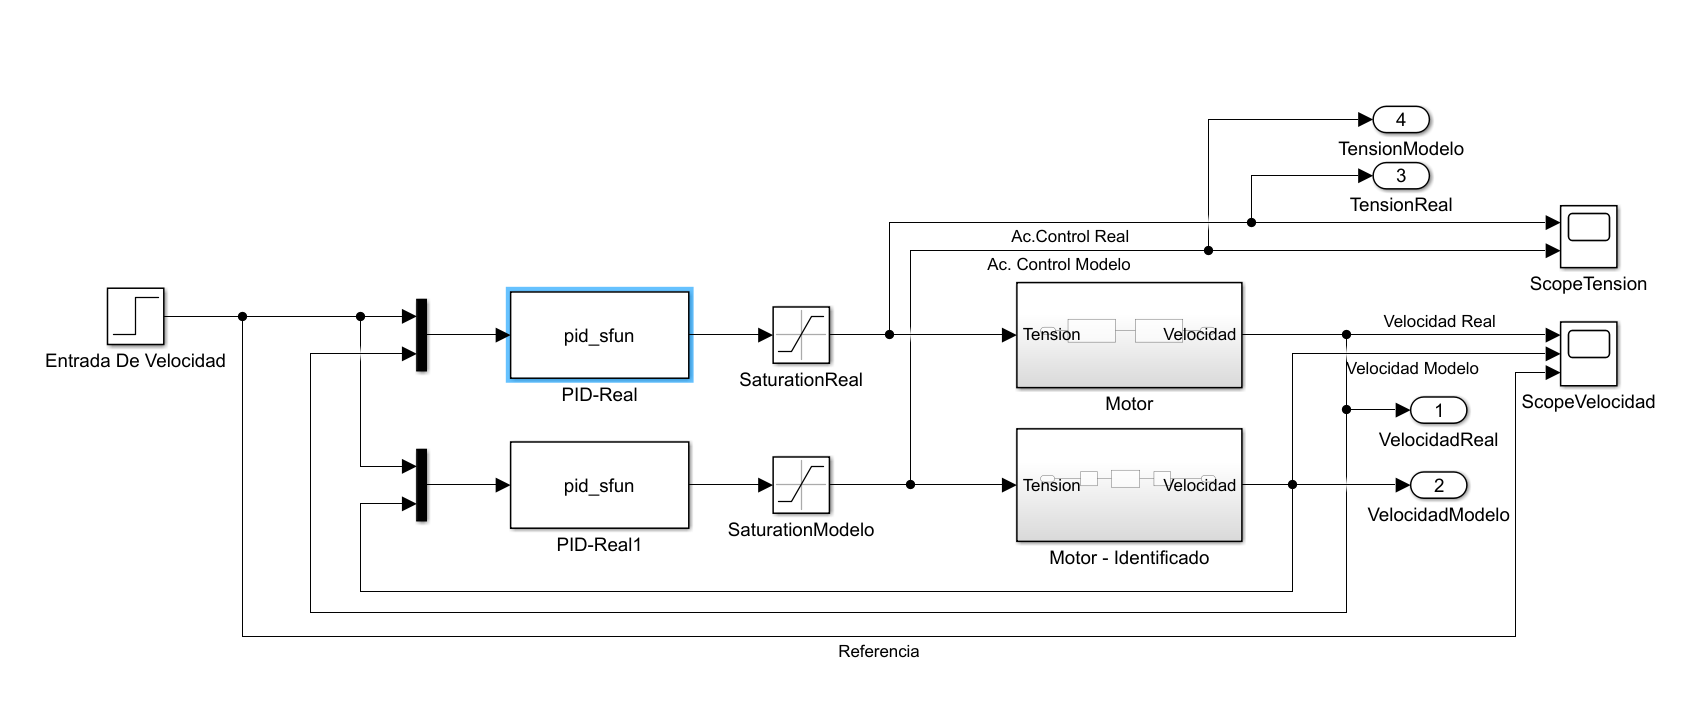 4
TensionModelo
3
TensionReal
Ac.Control Real
Ac. Control Modelo
ScopeTension
Entrada De Velocidad
pid_sfun
PID-Real
SaturationReal
Tension
Velocidad
Motor
Velocidad Real
Velocidad Modelo
ScopeVelocidad
1
VelocidadReal
pid_sfun
PID-Real1
SaturationModelo
Tension
Velocidad
Motor - Identificado
2
VelocidadModelo
Referencia